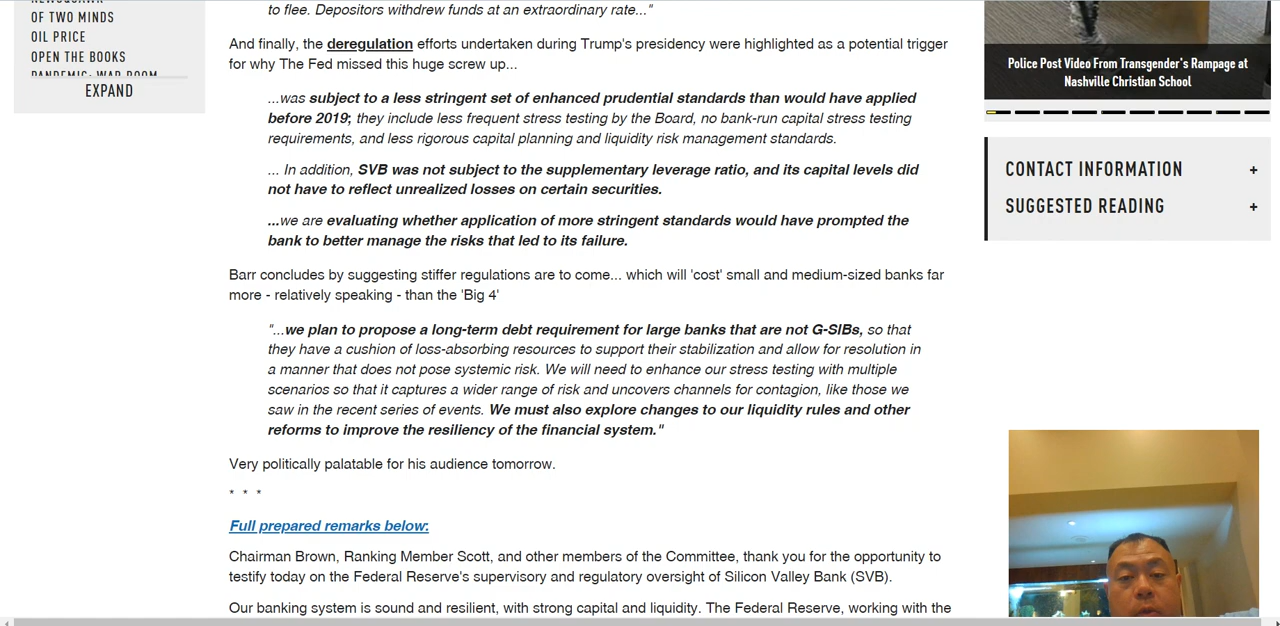 OF TWO MINDS
OIL PRICE
OPEN THE BOOKS
PANDEMIC: WAR ROOM
EXPAND
to flee. Depositors withdrew funds at an extraordinary rate..."
And finally, the deregulation efforts undertaken during Trump's presidency were highlighted as a potential trigger
for why The Fed missed this huge screw up...
...was subject to a less stringent set of enhanced prudential standards than would have applied
before 2019; they include less frequent stress testing by the Board, no bank-run capital stress testing
requirements, and less rigorous capital planning and liquidity risk management standards.
... In addition, SVB was not subject to the supplementary leverage ratio, and its capital levels did
not have to reflect unrealized losses on certain securities.
...we are evaluating whether application of more stringent standards would have prompted the
bank to better manage the risks that led to its failure.
Barr concludes by suggesting stiffer regulations are to come... which will 'cost' small and medium-sized banks far
more - relatively speaking - than the 'Big 4'
"...we plan to propose a long-term debt requirement for large banks that are not G-SIBs, so that
they have a cushion of loss-absorbing resources to support their stabilization and allow for resolution in
a manner that does not pose systemic risk. We will need to enhance our stress testing with multiple
scenarios so that it captures a wider range of risk and uncovers channels for contagion, like those we
saw in the recent series of events. We must also explore changes to our liquidity rules and other
reforms to improve the resiliency of the financial system."
Very politically palatable for his audience tomorrow.
* * *
Full prepared remarks below:
Chairman Brown, Ranking Member Scott, and other members of the Committee, thank you for the opportunity to
testify today on the Federal Reserve's supervisory and regulatory oversight of Silicon Valley Bank (SVB).
Our banking system is sound and resilient, with strong capital and liquidity. The Federal Reserve, working with the
Police Post Video From Transgender's Rampage at
Nashville Christian School
CONTACT INFORMATION +
SUGGESTED READING +